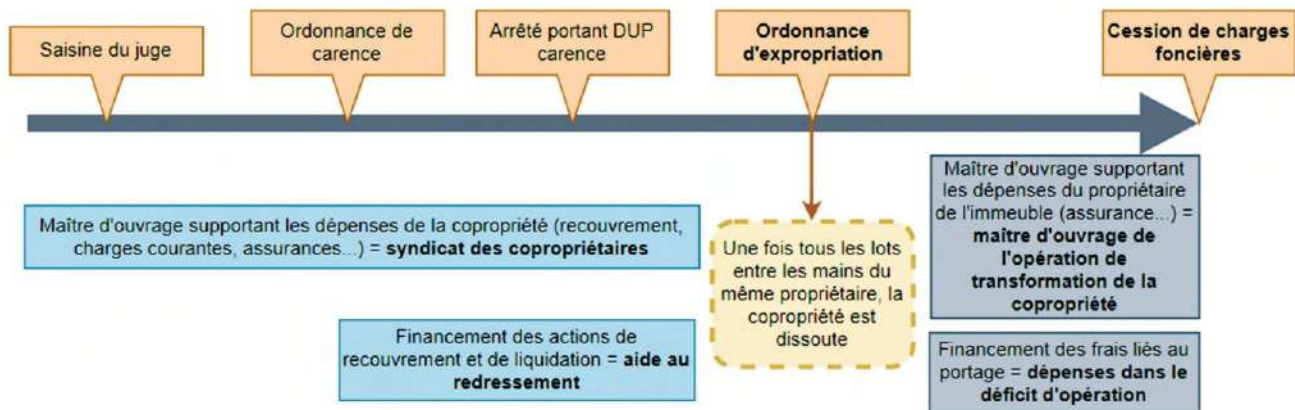 Saisine du juge
Ordonnance de
carence
Arrêté portant DUP
carence
Ordonnance
d'expropriation
Cession de charges
foncières
Maître d'ouvrage supportant les dépenses de la copropriété (recouvrement,
charges courantes, assurances...) = syndicat des copropriétaires
Financement des actions de
recouvrement et de liquidation = aide au
redressement
Une fois tous les lots
entre les mains du
même propriétaire, la
copropriété est
dissoute
Maître d'ouvrage supportant
les dépenses du propriétaire
de l'immeuble (assurance...) =
maître d'ouvrage de
l'opération de
transformation de la
copropriété
Financement des frais liés au
portage = dépenses dans le
déficit d'opération